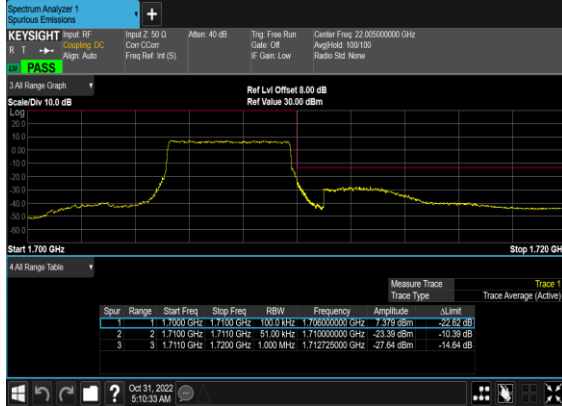 Spectrum Analyzer 1
Spurious Emissions
KEYSIGHT Input: RF Input Z: 50 Ω Atten: 40 dB Trig: Free Run Center Freq: 22.005000000 GHz
R T Coupling: DC Corr CCorr Gate: Off Avg|Hold: 100/100
Align: Auto Freq Ref: Int (S) IF Gain: Low Radio Std: None
PASS
3 All Range Graph
Ref Lvl Offset 8.00 dB
Scale/Div 10.0 dB Ref Value 30.00 dBm
Log
20.0
10.0
0.00
-10.0
-20.0
-30.0
-40.0
-50.0
-60.0
Start 1.700 GHz Stop 1.720 GH
4 All Range Table
Measure Trace Trace 1
Trace Type Trace Average (Active)
Spur Range Start Freq Stop Freq RBW Frequency Amplitude ΔLimit
1 1 1.7000 GHz 1.7100 GHz 100.0 kHz 1.706000000 GHz 7.379 dBm -22.62 dB
2 2 1.7100 GHz 1.7110 GHz 51.00 kHz 1.710000000 GHz -23.39 dBm -10.39 dB
3 3 1.7110 GHz 1.7200 GHz 1.000 MHz 1.712725000 GHz -27.64 dBm -14.64 dB
Oct 31, 2022
5:10:33 AM